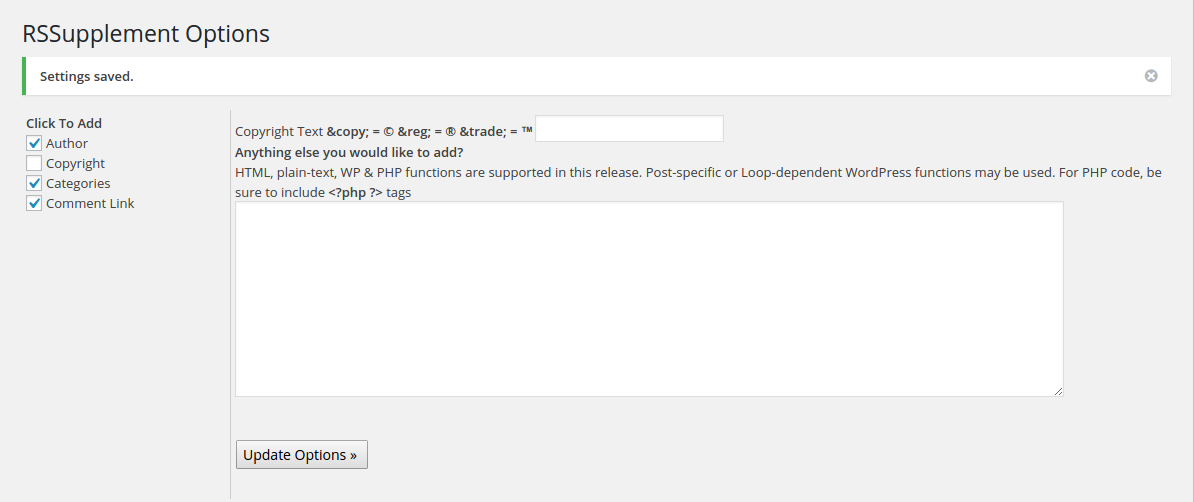 RSSupplement Options
Settings saved.
Click To Add
Author
Copyright
Categories
Comment Link
Copyright Text &copy; = © &reg; = ® &trade; = ™
Anything else you would like to add?
HTML, plain-text, WP & PHP functions are supported in this release. Post-specific or Loop-dependent WordPress functions may be used. For PHP code, be
sure to include <?php ?> tags
Update Options »